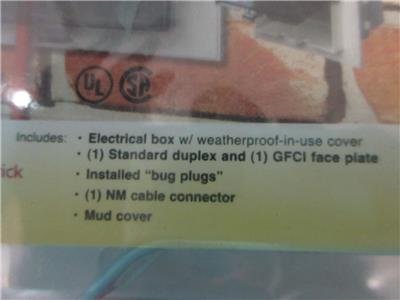 UL SA
Includes: · Electrical box w/ weatherproof-in-use cover
· (1) Standard duplex and (1) GFCI face plate
· Installed "bug plugs"
· (1) NM cable connector
· Mud cover